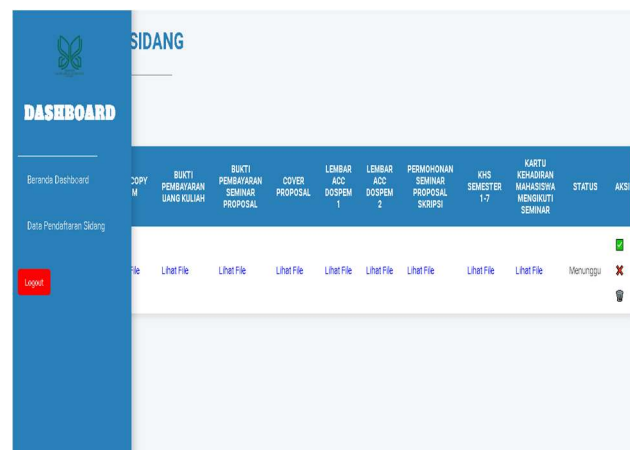 SIDANG
DASHBOARD
Beranda Dashboard
Data Pendaftaran Sidang
Logout
COPY
M
BUKTI
PEMBAYARAN
UANG KULIAH
BUKTI
PEMBAYARAN
SEMINAR
PROPOSAL
COVER
PROPOSAL
LEMBAR
ACC
DOSPEM
1
LEMBAR
ACC
DOSPEM
2
PERMOHONAN
SEMINAR
PROPOSAL
SKRIPSI
KHS
SEMESTER
1-7
KARTU
KEHADIRAN
MAHASISWA
MENGIKUTI
SEMINAR
STATUS
AKSI
File
Lihat File
Lihat File
Lihat File
Lihat File
Lihat File
Lihat File
Lihat File
Lihat File
Menunggu